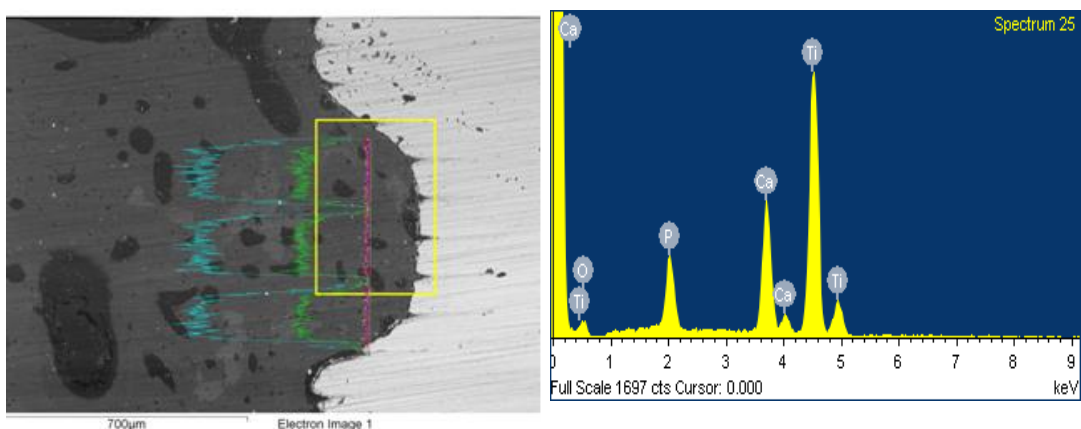 700µm
Electron Image 1
Spectrum 25
Ca
Ti
Ca
P
O
Ca
Ti
Ti
0 1 2 3 4 5 6 7 8 9
Full Scale 1697 cts Cursor: 0.000
keV